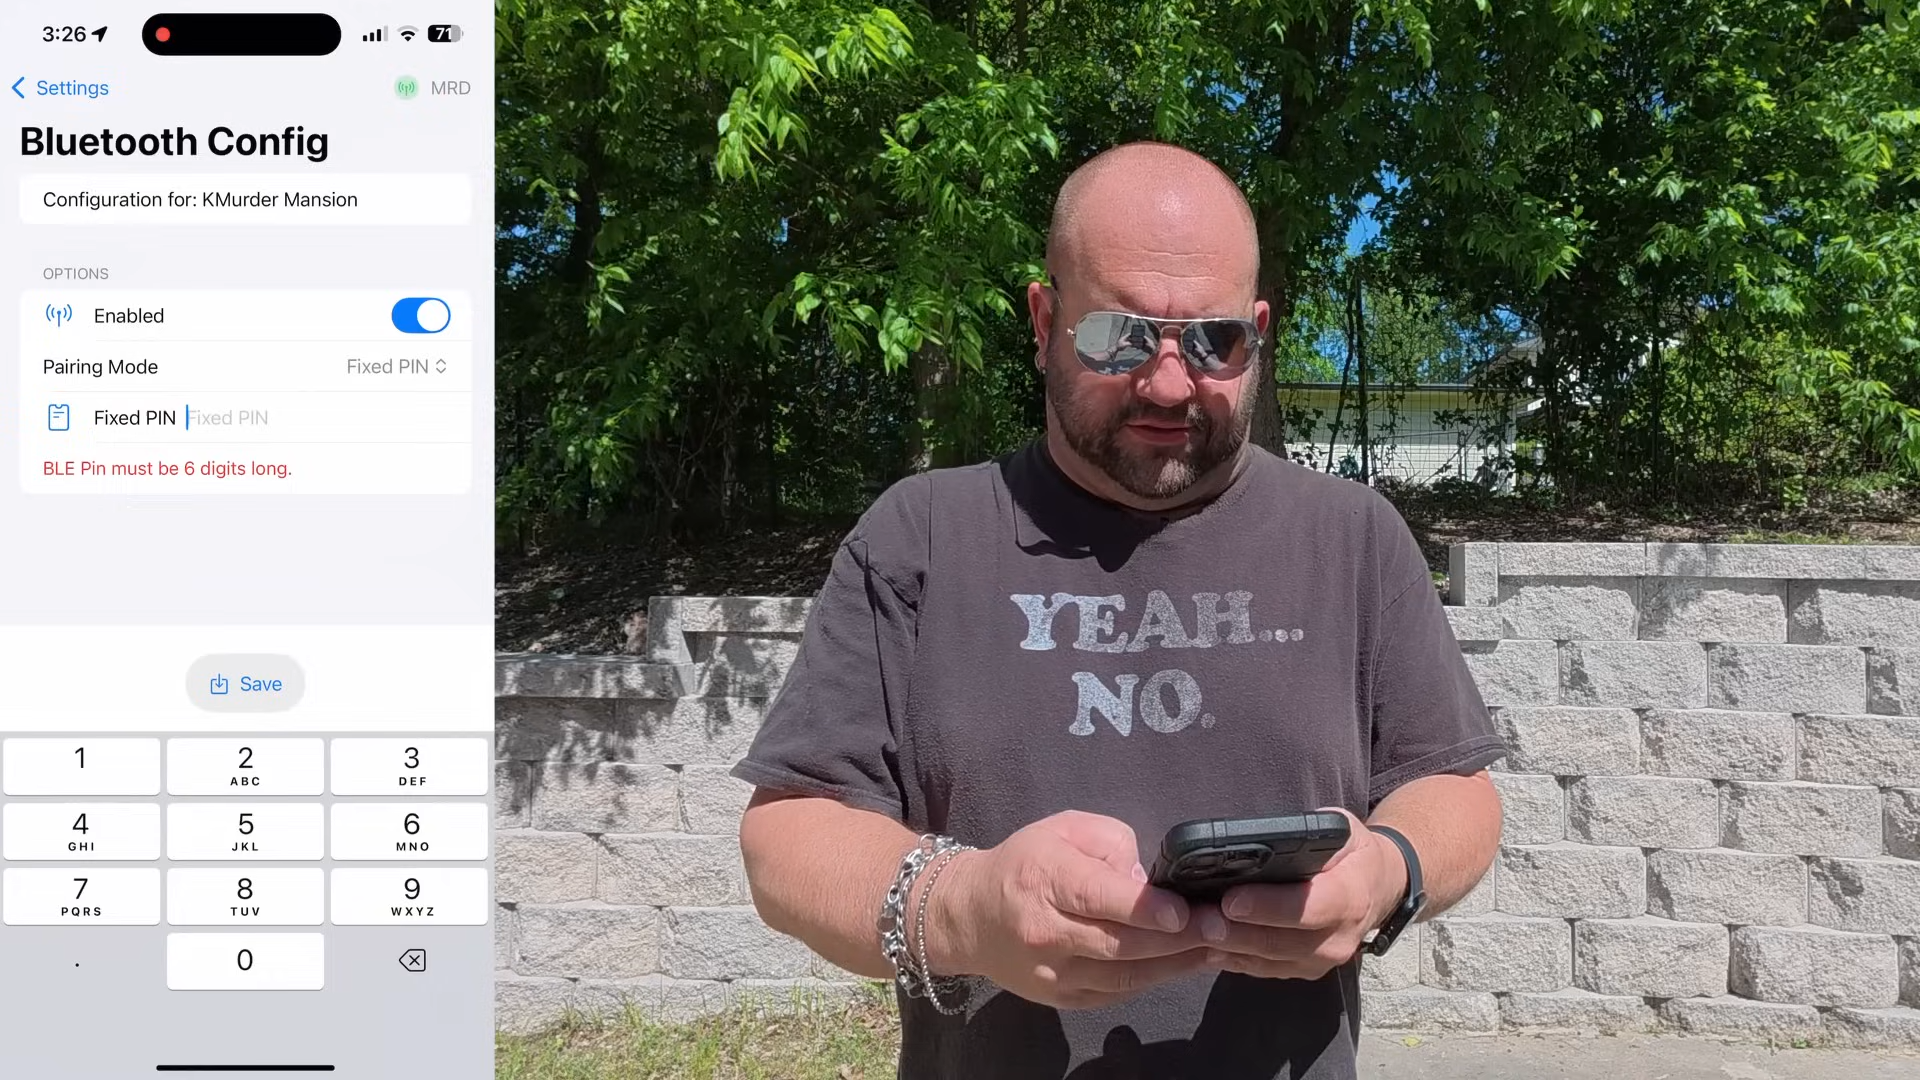 3:26
71
Settings
MRD
Bluetooth Config
Configuration for: KMurder Mansion
OPTIONS
Enabled
Pairing Mode
Fixed PIN
Fixed PIN
Fixed PIN
BLE Pin must be 6 digits long.
Save
1
2
ABC
3
DEF
4
GHI
5
JKL
6
MNO
7
PQRS
8
TUV
9
WXYZ
.
0
YEAH...
NO.